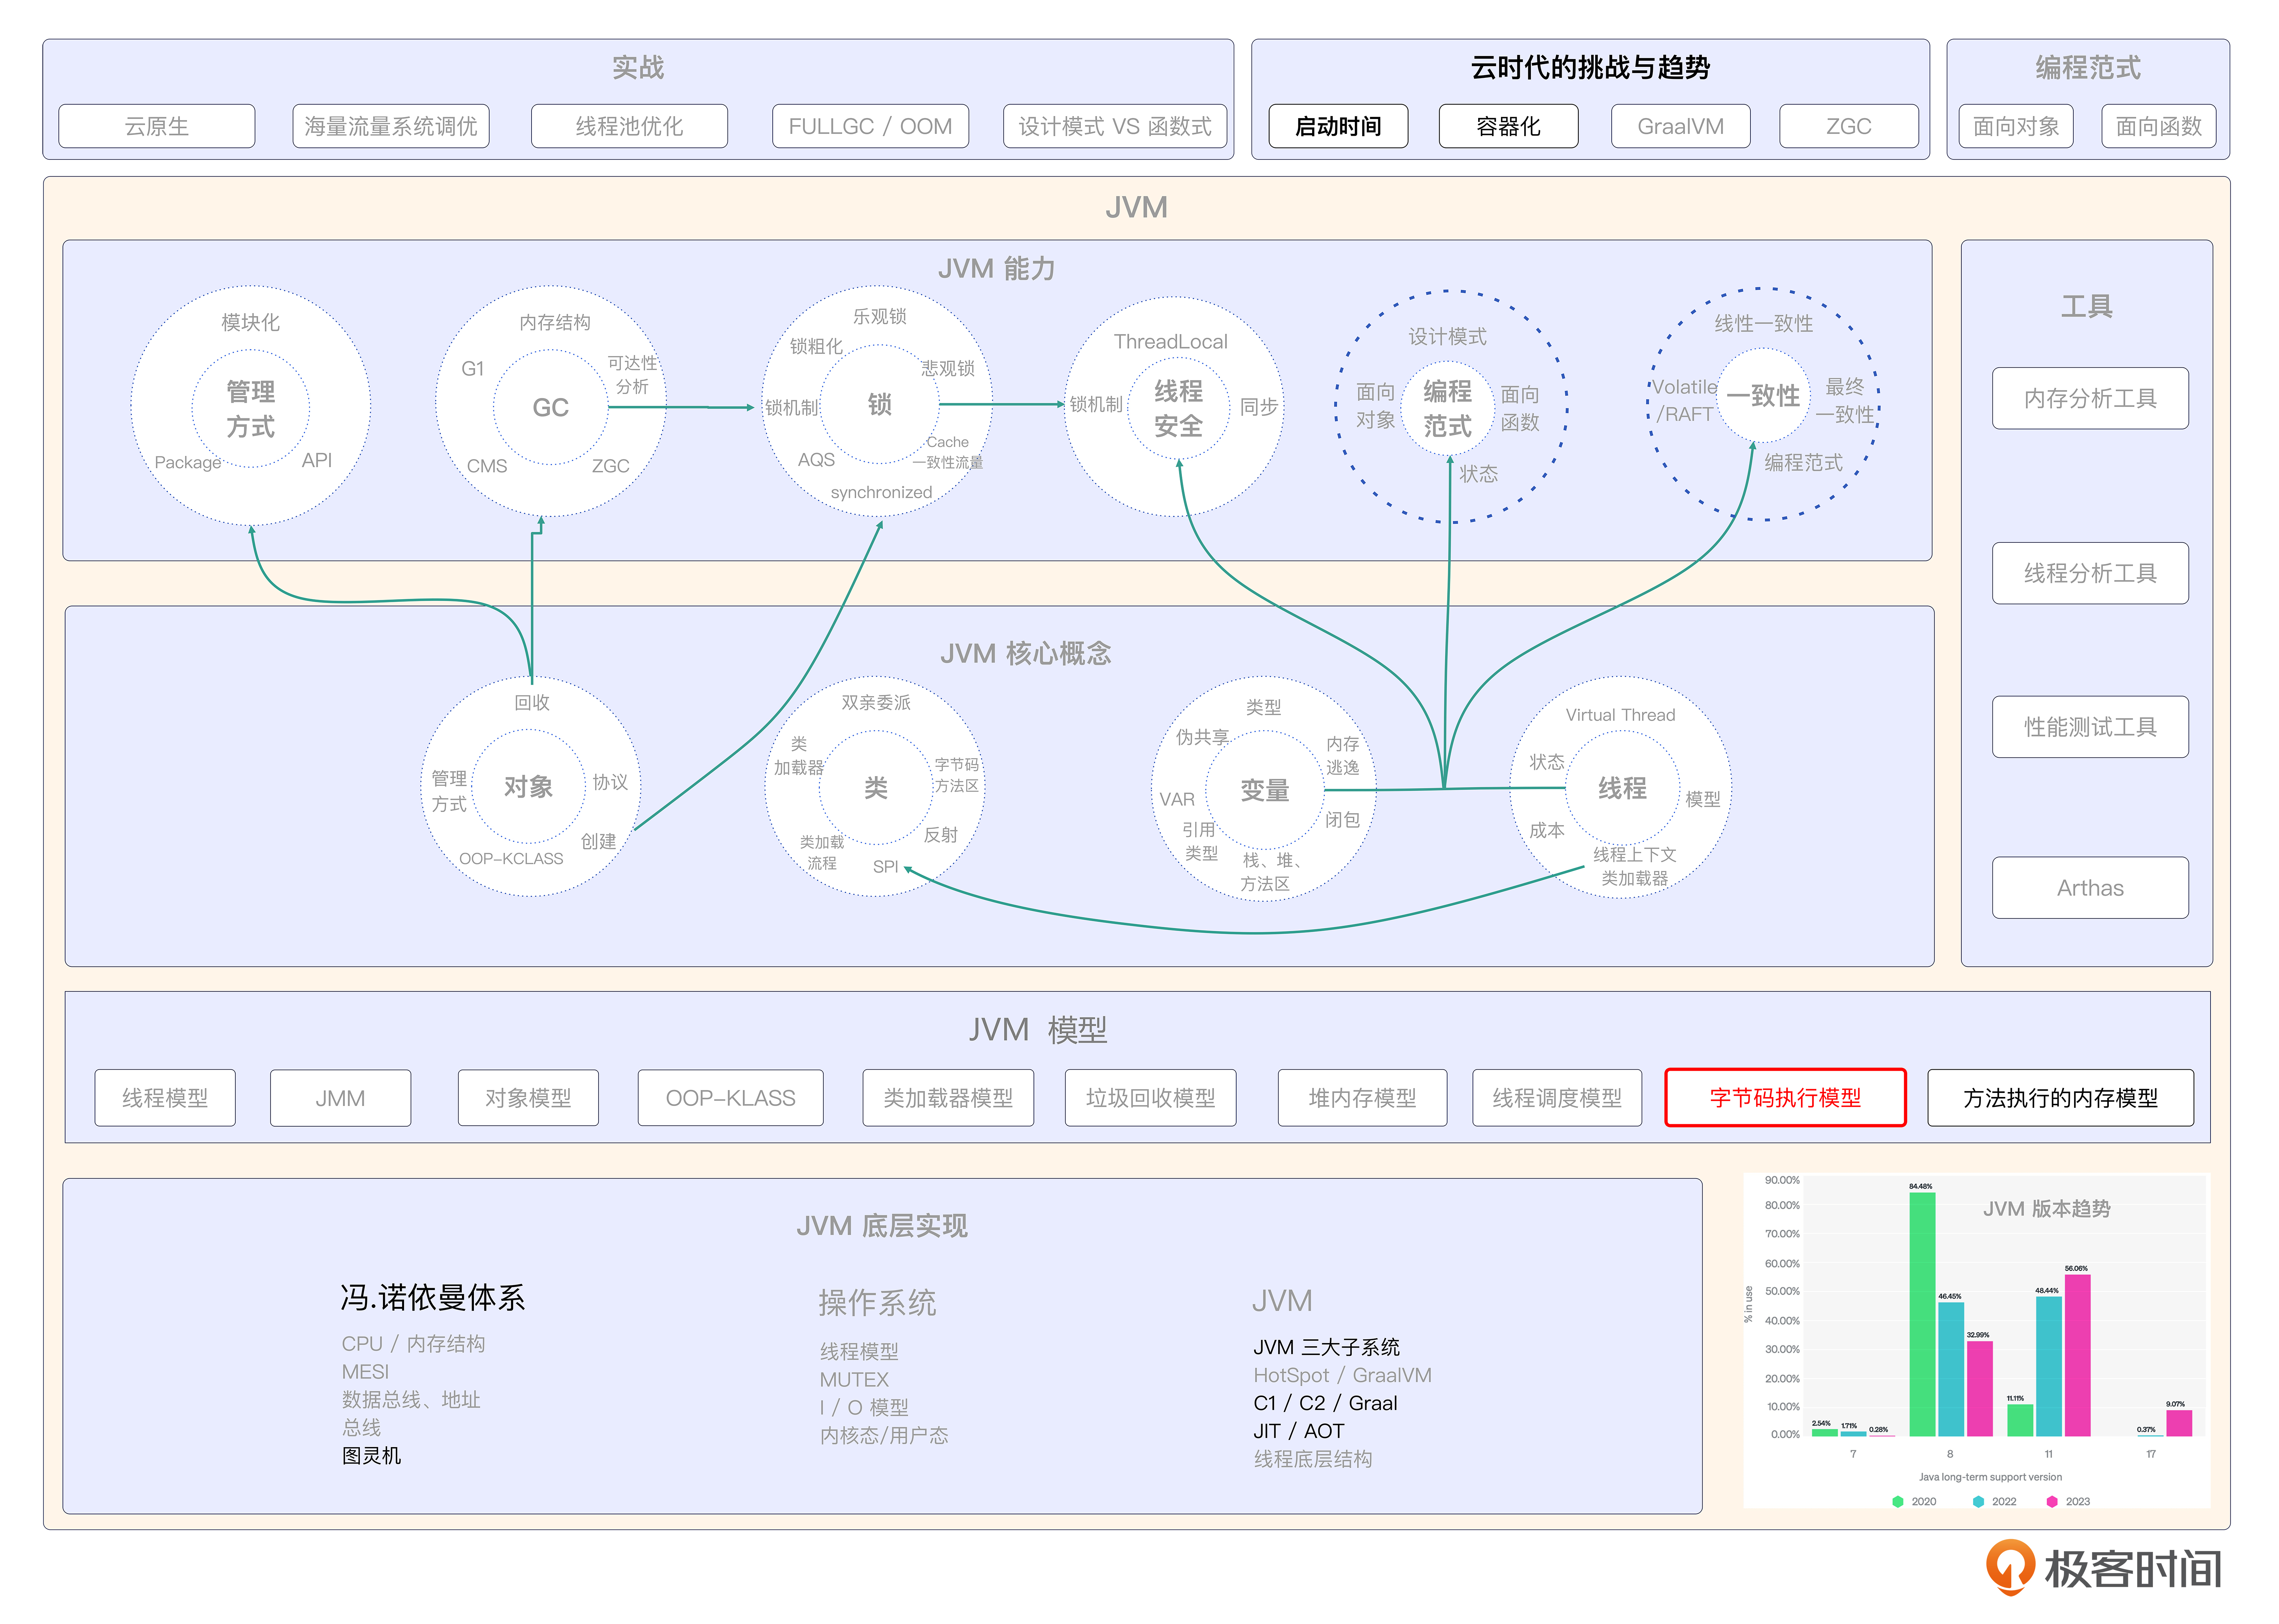 实战
云原生
海量流量系统调优
线程池优化
FULLGC / OOM
设计模式 VS 函数式
云时代的挑战与趋势
启动时间
容器化
GraalVM
ZGC
编程范式
面向对象
面向函数
JVM
JVM 能力
模块化
管理
方式
Package
API
内存结构
G1
可达性
分析
GC
CMS
ZGC
乐观锁
锁粗化
悲观锁
锁机制
锁
Cache
一致性流量
AQS
synchronized
ThreadLocal
锁机制
线程
安全
同步
设计模式
面向
对象
编程
范式
面向
函数
状态
线性一致性
Volatile
/RAFT
一致性
最终
一致性
编程范式
工具
内存分析工具
线程分析工具
性能测试工具
Arthas
JVM 核心概念
回收
管理
方式
对象
协议
创建
OOP-KCLASS
双亲委派
类
加载器
字节码
方法区
类
类加载
流程
反射
SPI
类型
伪共享
内存
逃逸
变量
VAR
引用
类型
闭包
栈、堆、
方法区
Virtual Thread
状态
线程
模型
成本
线程上下文
类加载器
JVM 模型
线程模型
JMM
对象模型
OOP-KLASS
类加载器模型
垃圾回收模型
堆内存模型
线程调度模型
字节码执行模型
方法执行的内存模型
JVM 底层实现
冯.诺依曼体系
CPU / 内存结构
MESI
数据总线、地址
总线
图灵机
操作系统
线程模型
MUTEX
I / O 模型
内核态/用户态
JVM
JVM 三大子系统
HotSpot / GraalVM
C1 / C2 / Graal
JIT / AOT
线程底层结构
JVM 版本趋势
90.00%
80.00%
70.00%
60.00%
50.00%
40.00%
30.00%
20.00%
10.00%
0.00%
% in use
2.54%
1.71%
0.28%
84.48%
46.45%
32.99%
11.11%
48.44%
56.06%
0.37%
9.07%
7
8
11
17
Java long-term support version
2020
2022
2023
极客时间